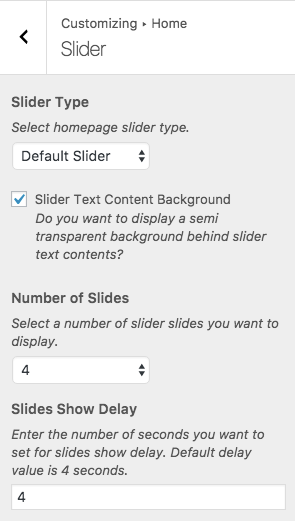 Customizing ▸ Home
Slider
Slider Type
Select homepage slider type.
Default Slider
Slider Text Content Background
Do you want to display a semi
transparent background behind slider
text contents?
Number of Slides
Select a number of slider slides you want to
display.
4
Slides Show Delay
Enter the number of seconds you want to
set for slides show delay. Default delay
value is 4 seconds.
4